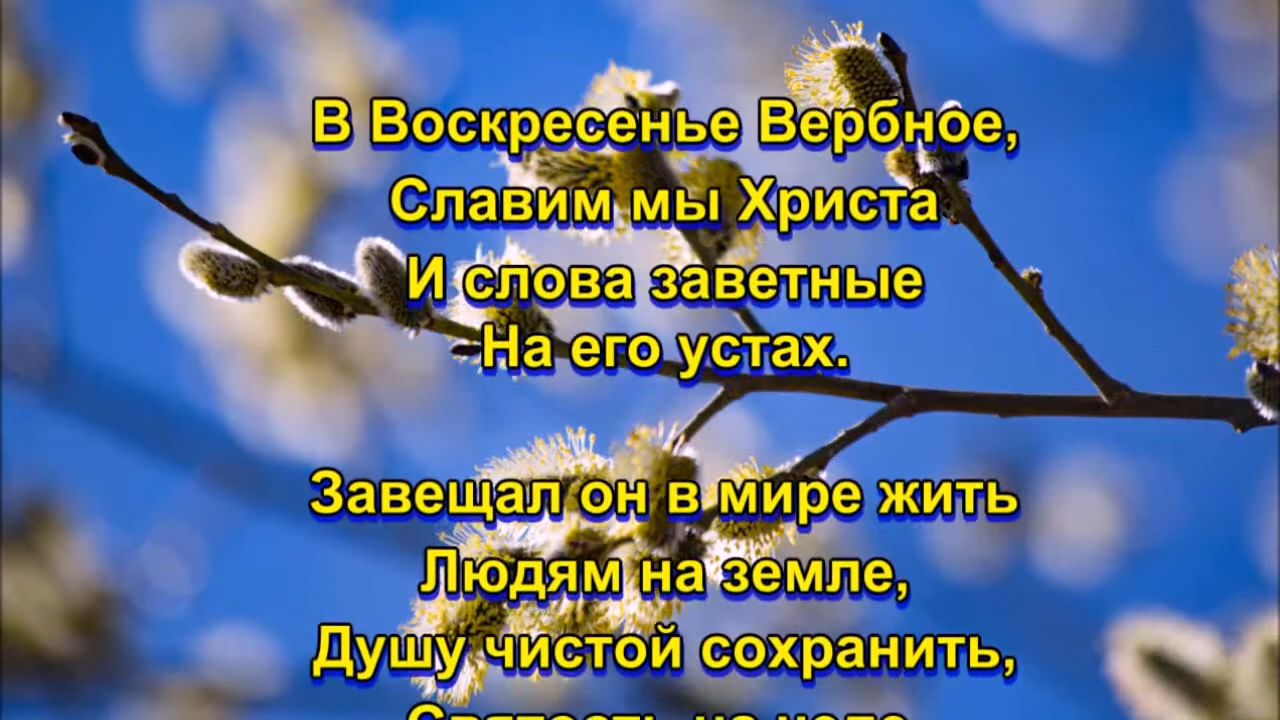 В Воскресенье Вербное,
Славим мы Христа
И слова заветные
На его устах.
Завещал он в мире жить
Людям на земле,
Душу чистой сохранить,